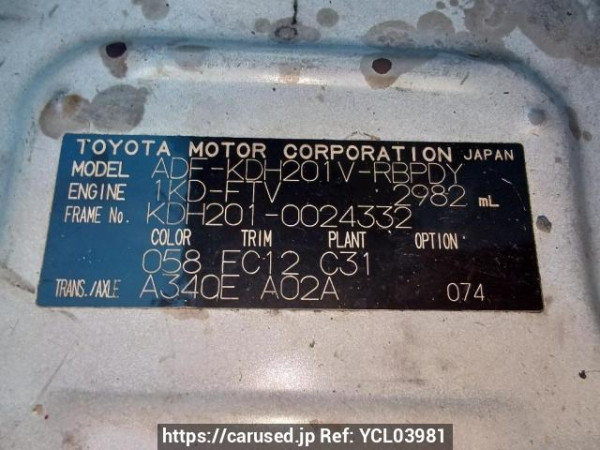 TOYOTA MOTOR CORPORATION JAPAN
MODEL ADF-KDH201V-RBPDY
ENGINE 1KD-FTV 2982 mL
FRAME No. KDH201-0024332
COLOR TRIM PLANT OPTION
058 FC12 C31
TRANS./AXLE A340E A02A 074
https://carused.jp Ref: YCL03981